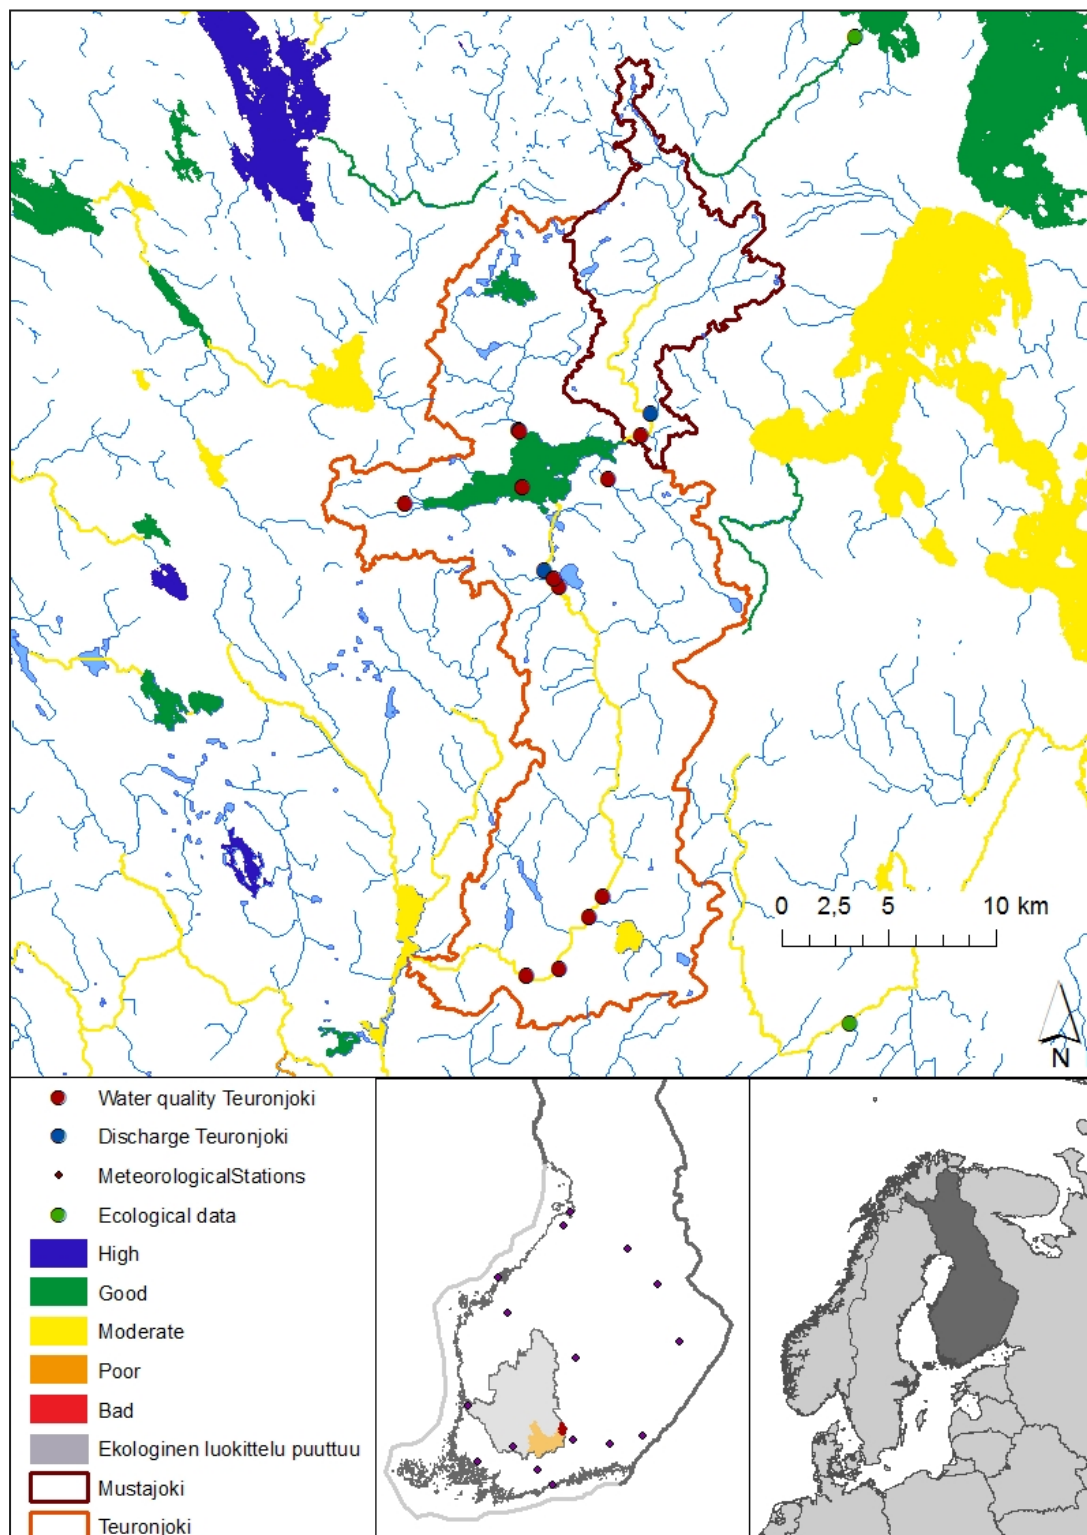 0 2,5 5 10 km
N
Water quality Teuronjoki
Discharge Teuronjoki
MeteorologicalStations
Ecological data
High
Good
Moderate
Poor
Bad
Ekologinen luokittelu puuttuu
Mustajoki
Teuronjoki